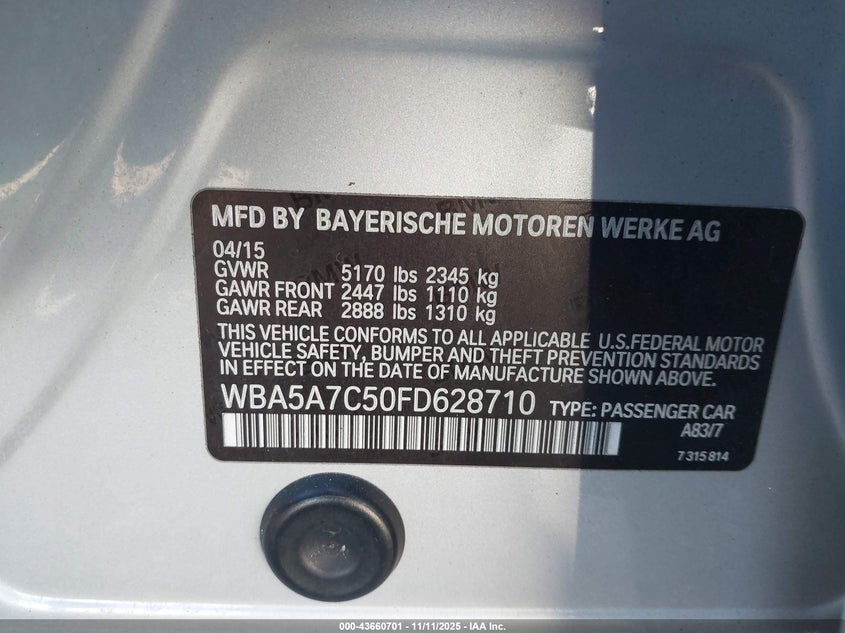 MFD BY BAYERISCHE MOTOREN WERKE AG
04/15
GVWR 5170 lbs 2345 kg
GAWR FRONT 2447 lbs 1110 kg
GAWR REAR 2888 lbs 1310 kg
THIS VEHICLE CONFORMS TO ALL APPLICABLE U.S.FEDERAL MOTOR
VEHICLE SAFETY, BUMPER AND THEFT PREVENTION STANDARDS
IN EFFECT ON THE DATE OF MANUFACTURE SHOWN ABOVE.
WBA5A7C50FD628710 TYPE: PASSENGER CAR
A83/7
7 315 814
000-43660701 - 11/11/2025 - IAA Inc.